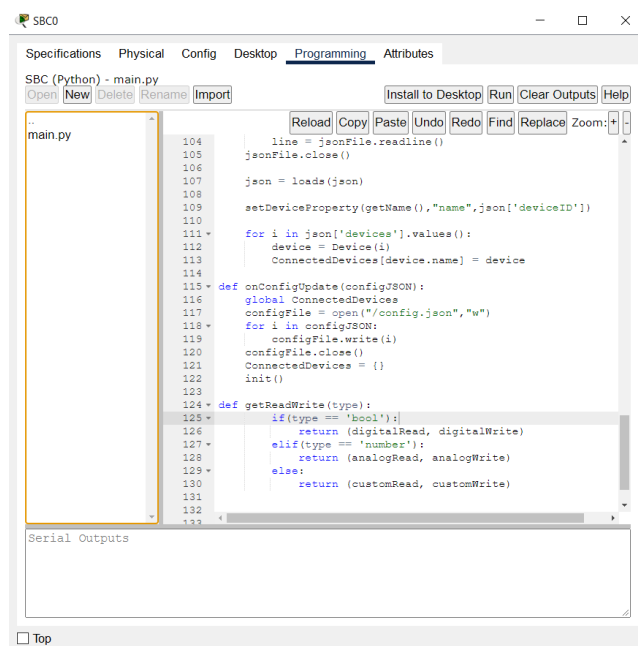 SBC0
Specifications Physical Config Desktop Programming Attributes
SBC (Python) - main.py
Open New Delete Rename Import Install to Desktop Run Clear Outputs Help
Reload Copy Paste Undo Redo Find Replace Zoom: + -
..
main.py
104 line = jsonFile.readline()
105 jsonFile.close()
106
107 json = loads(json)
108
109 setDeviceProperty(getName(),"name",json['deviceID'])
110
111 for i in json['devices'].values():
112 device = Device(i)
113 ConnectedDevices[device.name] = device
114
115 def onConfigUpdate(configJSON):
116 global ConnectedDevices
117 configFile = open("/config.json","w")
118 for i in configJSON:
119 configFile.write(i)
120 configFile.close()
121 ConnectedDevices = {}
122 init()
123
124 def getReadWrite(type):
125 if(type == 'bool'):
126 return (digitalRead, digitalWrite)
127 elif(type == 'number'):
128 return (analogRead, analogWrite)
129 else:
130 return (customRead, customWrite)
131
132
133
Serial Outputs
Top